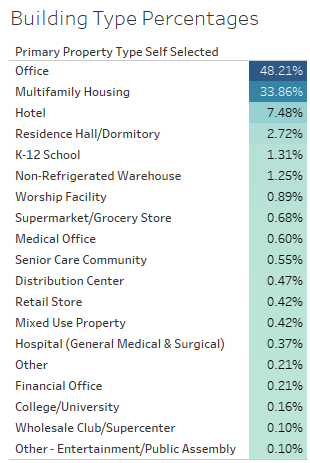 Building Type Percentages
Primary Property Type Self Selected
Office 48.21%
Multifamily Housing 33.86%
Hotel 7.48%
Residence Hall/Dormitory 2.72%
K-12 School 1.31%
Non-Refrigerated Warehouse 1.25%
Worship Facility 0.89%
Supermarket/Grocery Store 0.68%
Medical Office 0.60%
Senior Care Community 0.55%
Distribution Center 0.47%
Retail Store 0.42%
Mixed Use Property 0.42%
Hospital (General Medical & Surgical) 0.37%
Other 0.21%
Financial Office 0.21%
College/University 0.16%
Wholesale Club/Supercenter 0.10%
Other - Entertainment/Public Assembly 0.10%